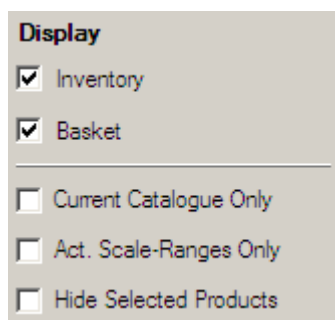 Display
Inventory
Basket
Current Catalogue Only
Act. Scale-Ranges Only
Hide Selected Products